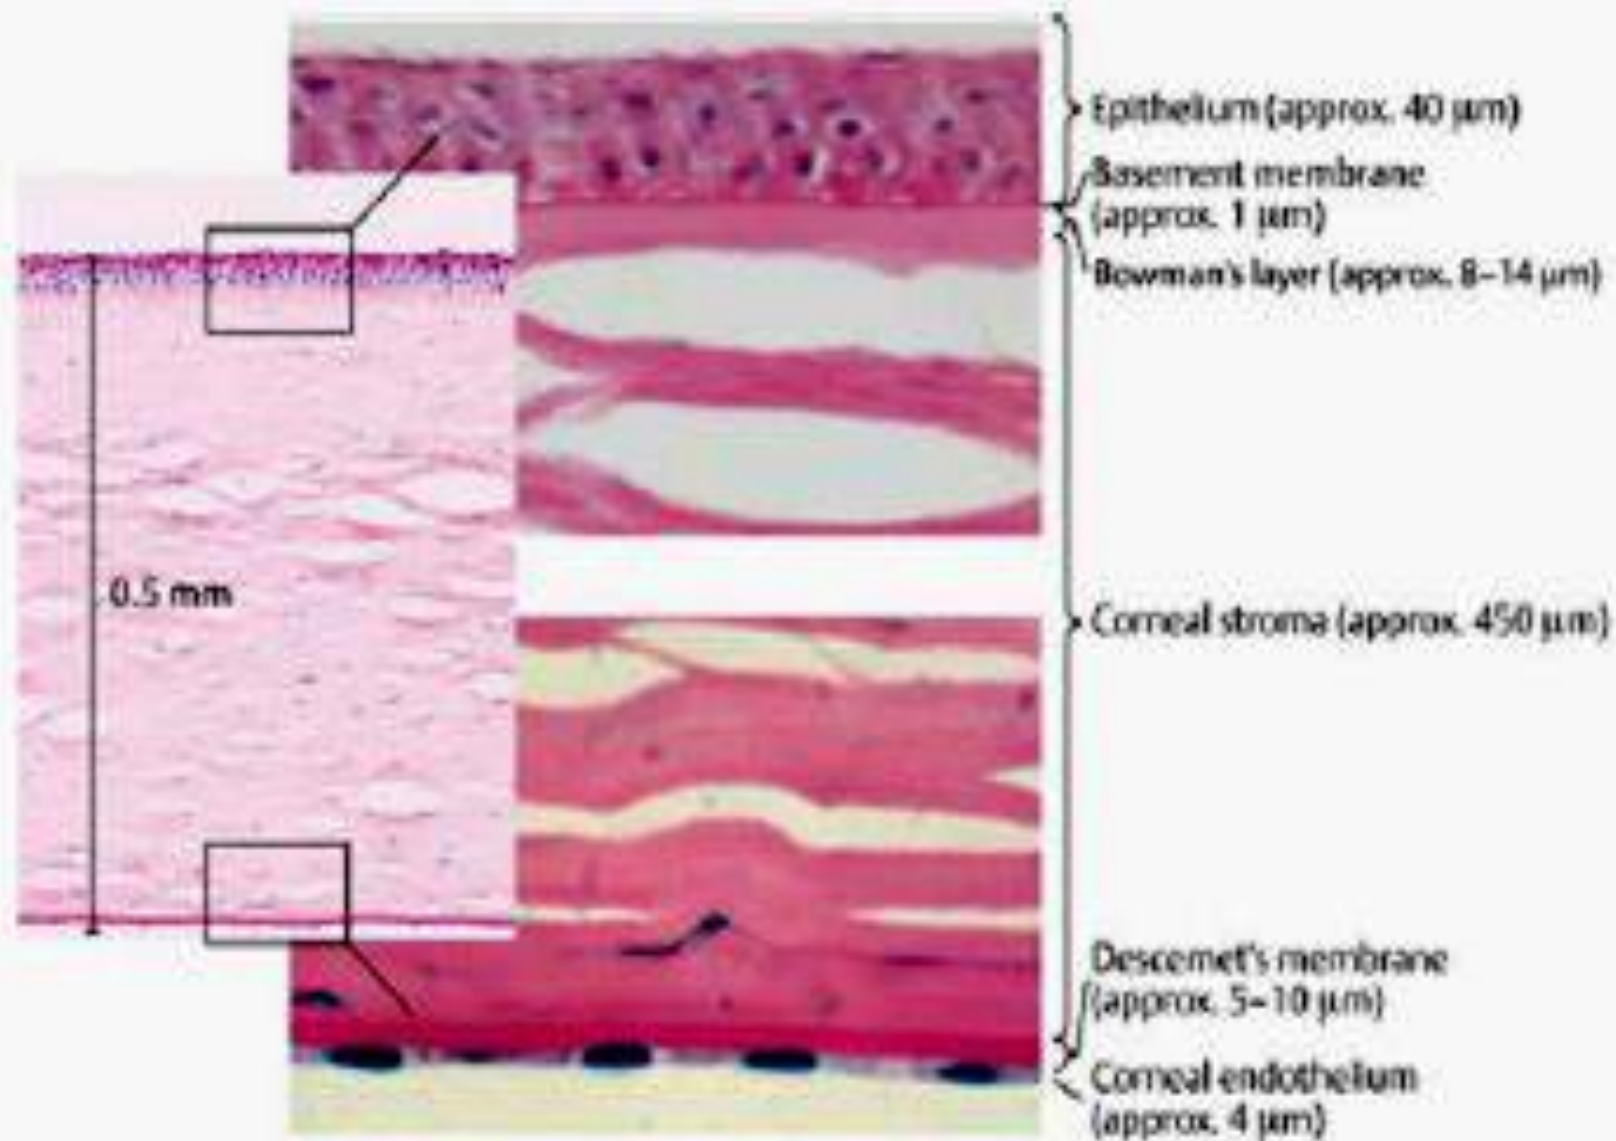 Epithelium (approx. 40 μm)
Basement membrane
(approx. 1 μm)
Bowman's layer (approx. 8–14 μm)
0.5 mm
Corneal stroma (approx. 450 μm)
Descemet's membrane
(approx. 5–10 μm)
Corneal endothelium
(approx. 4 μm)